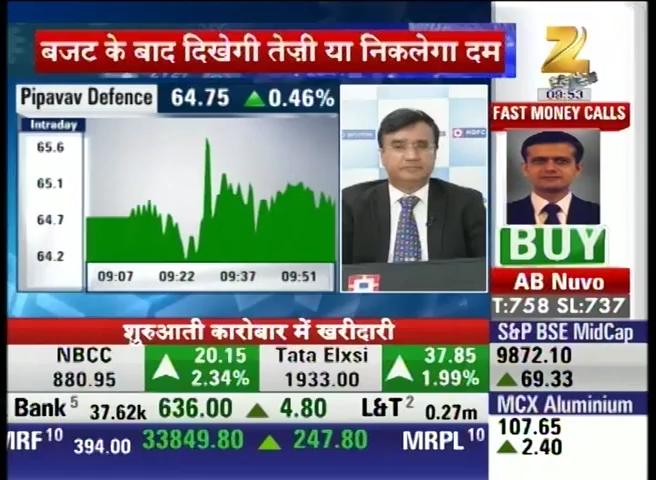 बजट के बाद दिखेगी तेज़ी या निकलेगा दम
Z
09:53
Pipavav Defence 64.75 ▲ 0.46%
Intraday
65.6
65.1
64.7
64.2
09:07 09:22 09:37 09:51
HDFC
FAST MONEY CALLS
BUY
AB Nuvo
T:758 SL:737
शुरुआती कारोबार में खरीदारी
NBCC 20.15 Tata Elxsi 37.85
880.95 2.34% 1933.00 1.99%
S&P BSE MidCap
9872.10
▲ 69.33
Bank 5 37.62k 636.00 ▲ 4.80 L&T 2 0.27m
MCX Aluminium
107.65
▲ 2.40
MRF 10 394.00 33849.80 ▲ 247.80 MRPL 10